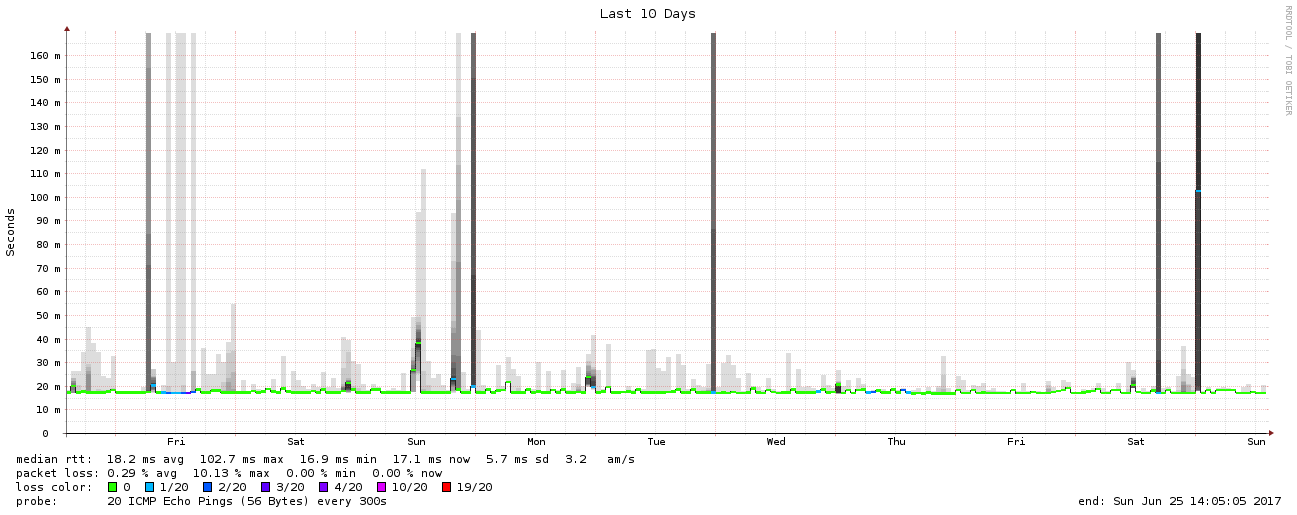 Last 10 Days
RRDTOOL / TOBI OETIKER
Seconds
160 m
150 m
140 m
130 m
120 m
110 m
100 m
90 m
80 m
70 m
60 m
50 m
40 m
30 m
20 m
10 m
0
Fri Sat Sun Mon Tue Wed Thu Fri Sat Sun
median rtt: 18.2 ms avg 102.7 ms max 16.9 ms min 17.1 ms now 5.7 ms sd 3.2 am/s
packet loss: 0.29 % avg 10.13 % max 0.00 % min 0.00 % now
loss color: 0 1/20 2/20 3/20 4/20 10/20 19/20
probe: 20 ICMP Echo Pings (56 Bytes) every 300s end: Sun Jun 25 14:05:05 2017